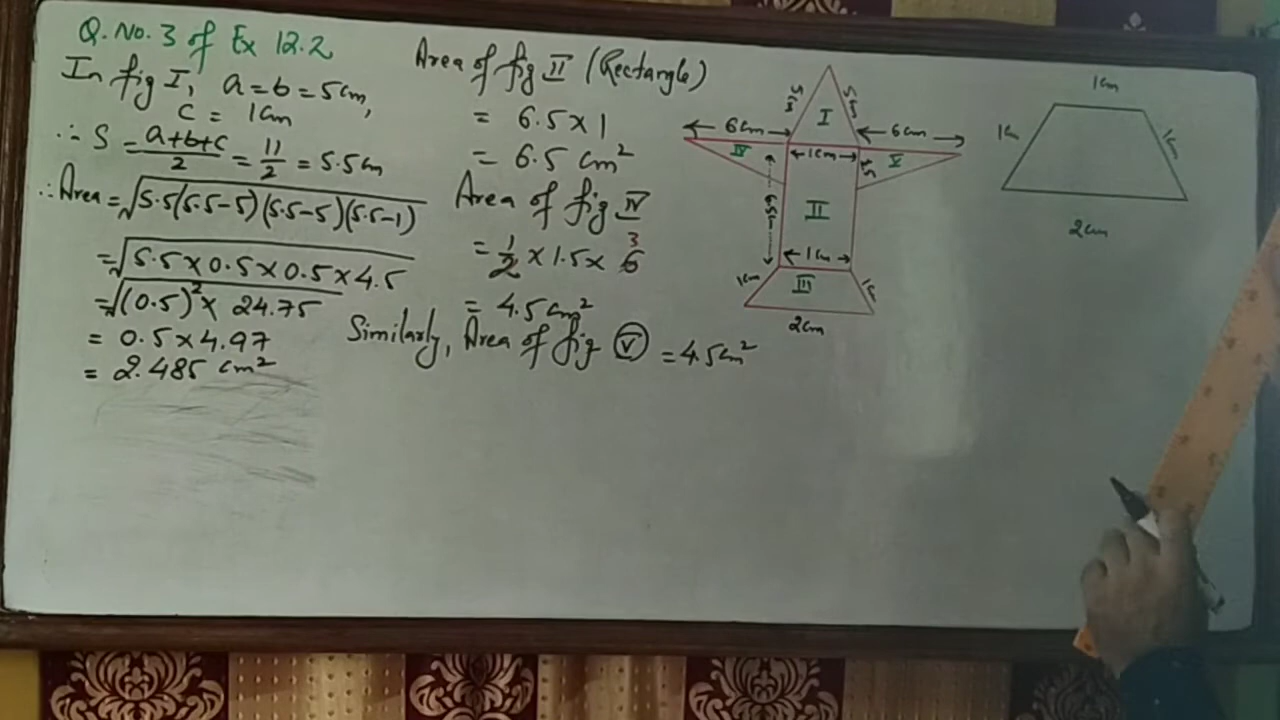 Q. No. 3 of Ex 12.2
In fig I, a = b = 5cm,
c = 1cm
∴ S = a+b+c/2 = 11/2 = 5.5cm
∴ Area = √5.5(5.5-5)(5.5-5)(5.5-1)
= √5.5 × 0.5 × 0.5 × 4.5
= √(0.5)² × 24.75
= 0.5 × 4.97
= 2.485 cm²
Area of fig II (Rectangle)
= 6.5 × 1
= 6.5 cm²
Area of fig IV
= 1/2 × 1.5 × 6 3
= 4.5 cm²
Similarly, Area of fig V = 4.5cm²
I
6cm 6cm
IV 1cm V
II
1cm
1cm III
2cm
1cm
2cm